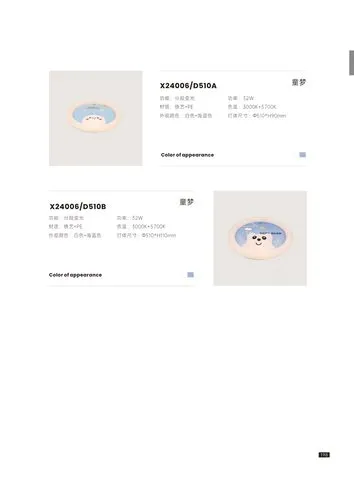 X24006/D510A
童梦
功能：分段变光
功率：52W
材质：铁艺+PE
色温：3000K+5700K
外观颜色：白色+海蓝色
灯体尺寸：Φ510*H90mm
Color of appearance
X24006/D510B
童梦
功能：分段变光
功率：52W
材质：铁艺+PE
色温：3000K+5700K
外观颜色：白色+海蓝色
灯体尺寸：Φ510*H110mm
Color of appearance